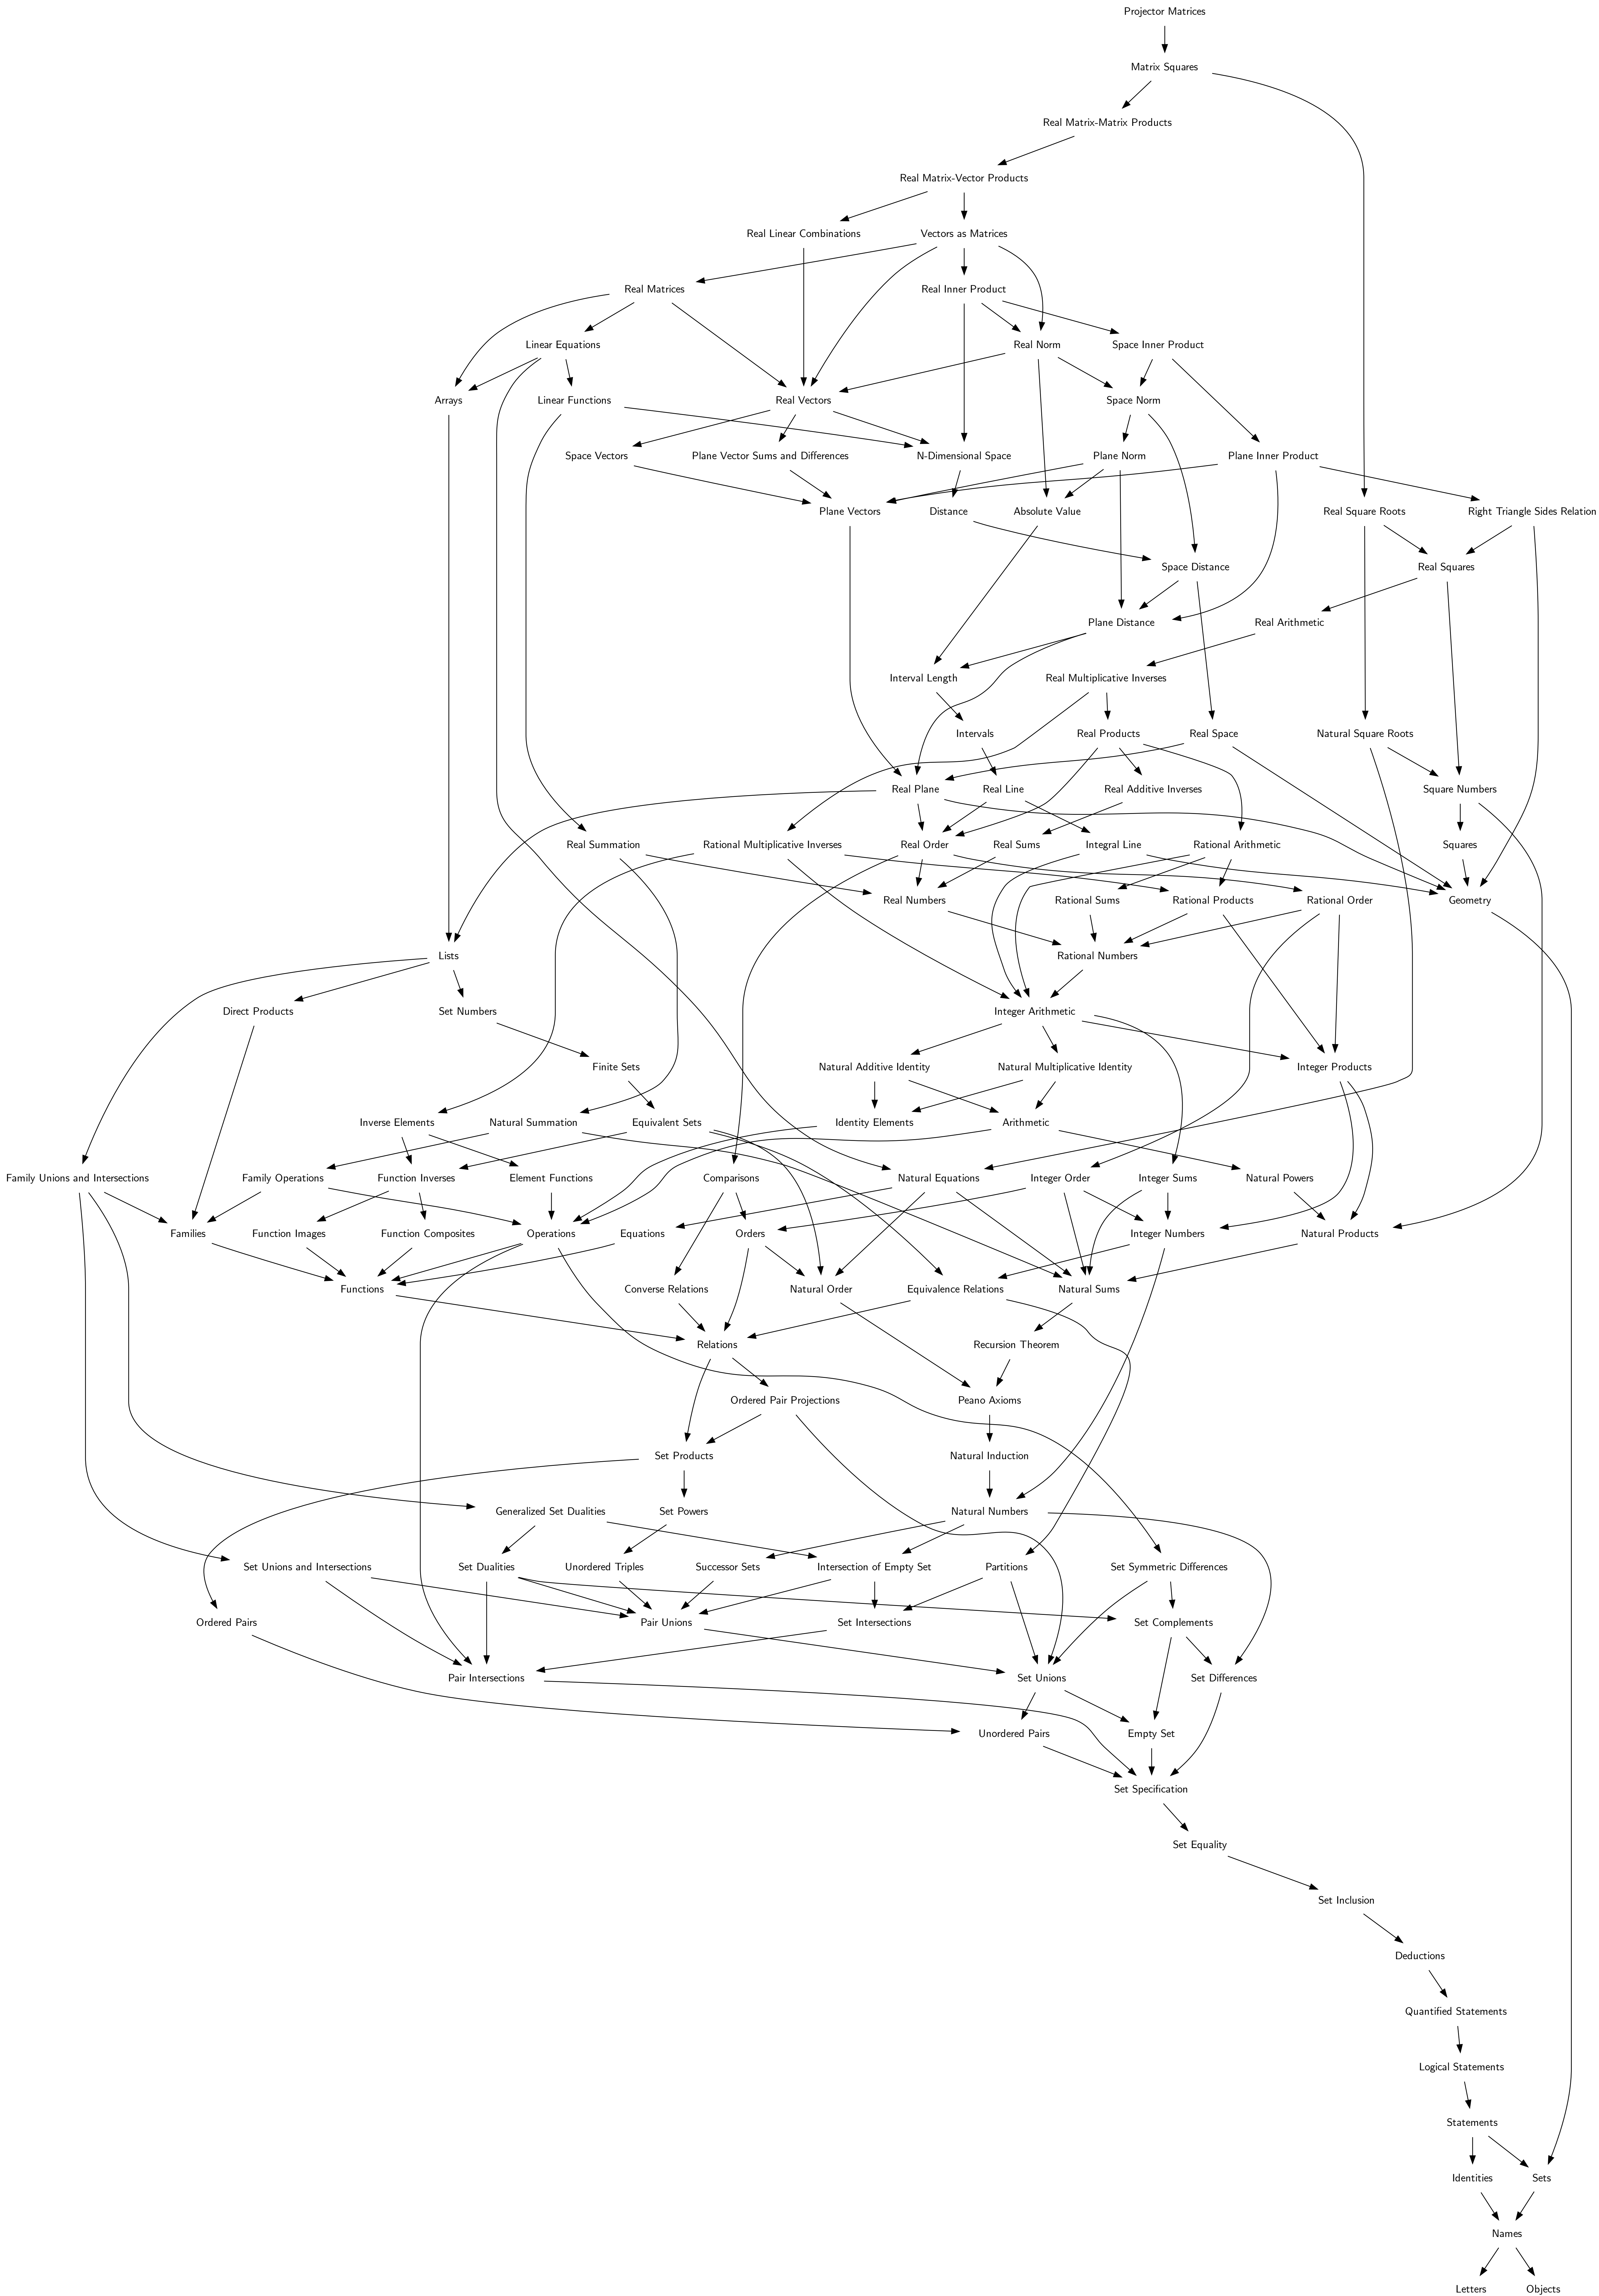 Projector Matrices
Matrix Squares
Real Matrix-Matrix Products
Real Matrix-Vector Products
Real Linear Combinations
Vectors as Matrices
Real Matrices
Real Inner Product
Linear Equations
Real Norm
Space Inner Product
Arrays
Linear Functions
Real Vectors
Space Norm
Space Vectors
Plane Vector Sums and Differences
N-Dimensional Space
Plane Norm
Plane Inner Product
Plane Vectors
Distance
Absolute Value
Real Square Roots
Right Triangle Sides Relation
Space Distance
Real Squares
Plane Distance
Real Arithmetic
Interval Length
Real Multiplicative Inverses
Intervals
Real Products
Real Space
Natural Square Roots
Real Plane
Real Line
Real Additive Inverses
Square Numbers
Real Summation
Rational Multiplicative Inverses
Real Order
Real Sums
Integral Line
Rational Arithmetic
Squares
Real Numbers
Rational Sums
Rational Products
Rational Order
Geometry
Lists
Rational Numbers
Direct Products
Set Numbers
Integer Arithmetic
Finite Sets
Natural Additive Identity
Natural Multiplicative Identity
Integer Products
Inverse Elements
Natural Summation
Equivalent Sets
Identity Elements
Arithmetic
Family Unions and Intersections
Family Operations
Function Inverses
Element Functions
Comparisons
Natural Equations
Integer Order
Integer Sums
Natural Powers
Families
Function Images
Function Composites
Operations
Equations
Orders
Integer Numbers
Natural Products
Functions
Converse Relations
Natural Order
Equivalence Relations
Natural Sums
Relations
Recursion Theorem
Ordered Pair Projections
Peano Axioms
Set Products
Natural Induction
Generalized Set Dualities
Set Powers
Natural Numbers
Set Unions and Intersections
Set Dualities
Unordered Triples
Successor Sets
Intersection of Empty Set
Partitions
Set Symmetric Differences
Ordered Pairs
Pair Unions
Set Intersections
Set Complements
Pair Intersections
Set Unions
Set Differences
Unordered Pairs
Empty Set
Set Specification
Set Equality
Set Inclusion
Deductions
Quantified Statements
Logical Statements
Statements
Identities
Sets
Names
Letters
Objects